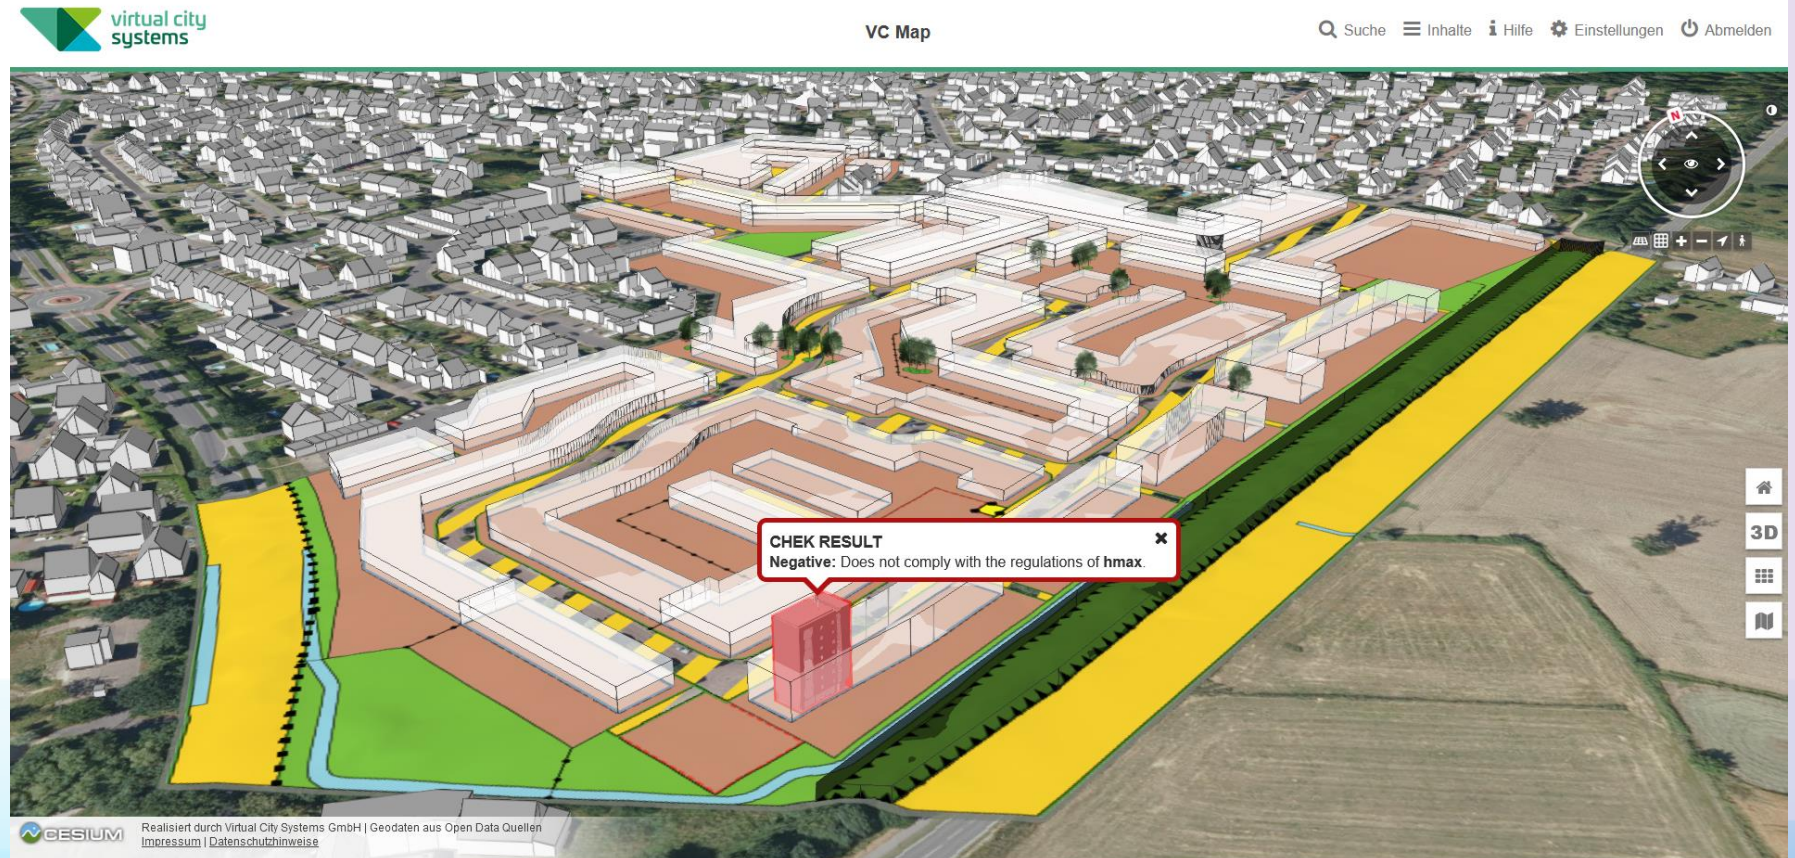 virtual city
systems
VC Map
Suche
Inhalte
Hilfe
Einstellungen
Abmelden
N
CHEK RESULT
Negative: Does not comply with the regulations of hmax.
3D
CESIUM
Realisiert durch Virtual City Systems GmbH | Geodaten aus Open Data Quellen
Impressum | Datenschutzhinweise